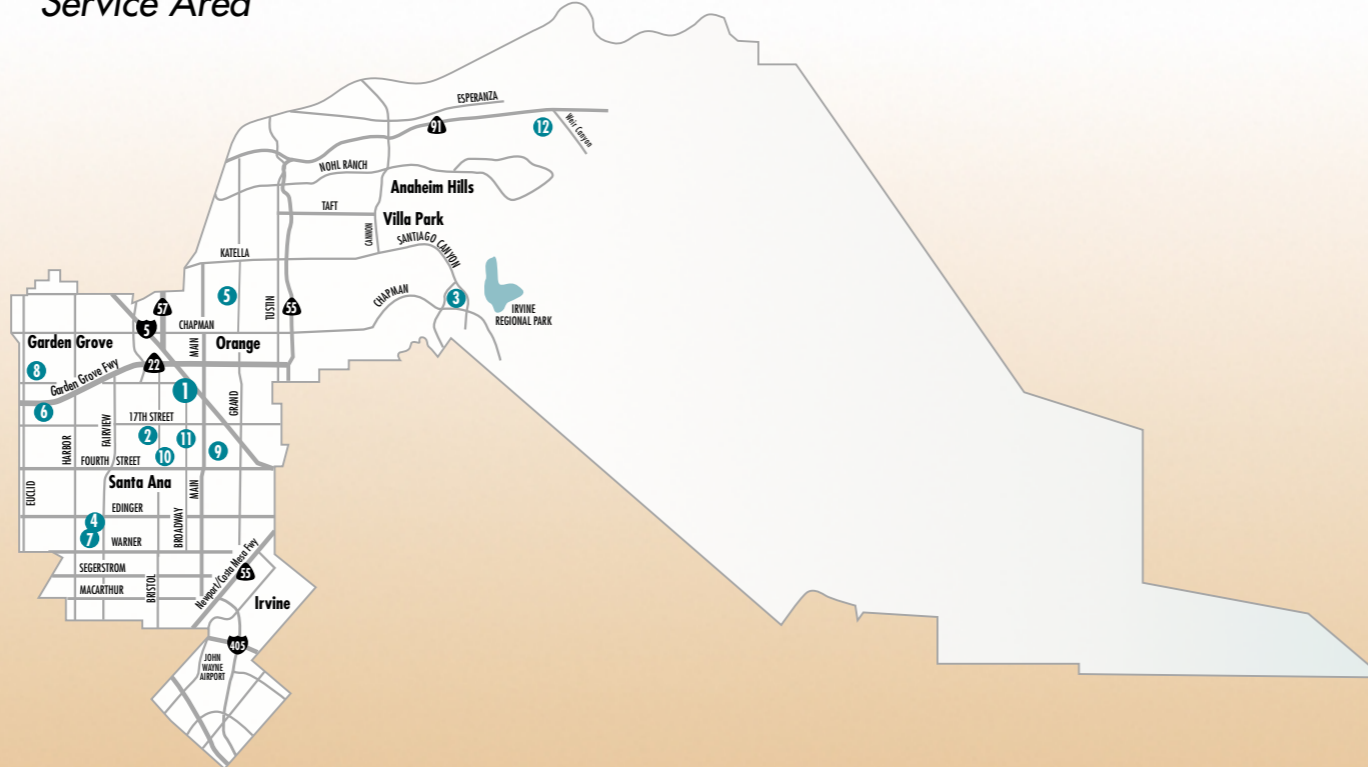 Service Area
ESPERANZA
91
12
Weir Canyon
NOHL RANCH
Anaheim Hills
TAFT
Villa Park
CANNON
SANTIAGO CANYON
KATELLA
CHAPMAN
3
5
TUSTIN
55
57
IRVINE
REGIONAL PARK
5
CHAPMAN
MAIN
Garden Grove
Orange
22
8
Garden Grove Fwy
1
6
GRAND
17TH STREET
FAIRVIEW
HARBOR
2
11
9
10
FOURTH STREET
Santa Ana
EUCLID
MAIN
EDINGER
4
BROADWAY
7
WARNER
Newport/Costa Mesa Fwy
SEGERSTROM
55
MACARTHUR
BRISTOL
Irvine
405
JOHN
WAYNE
AIRPORT